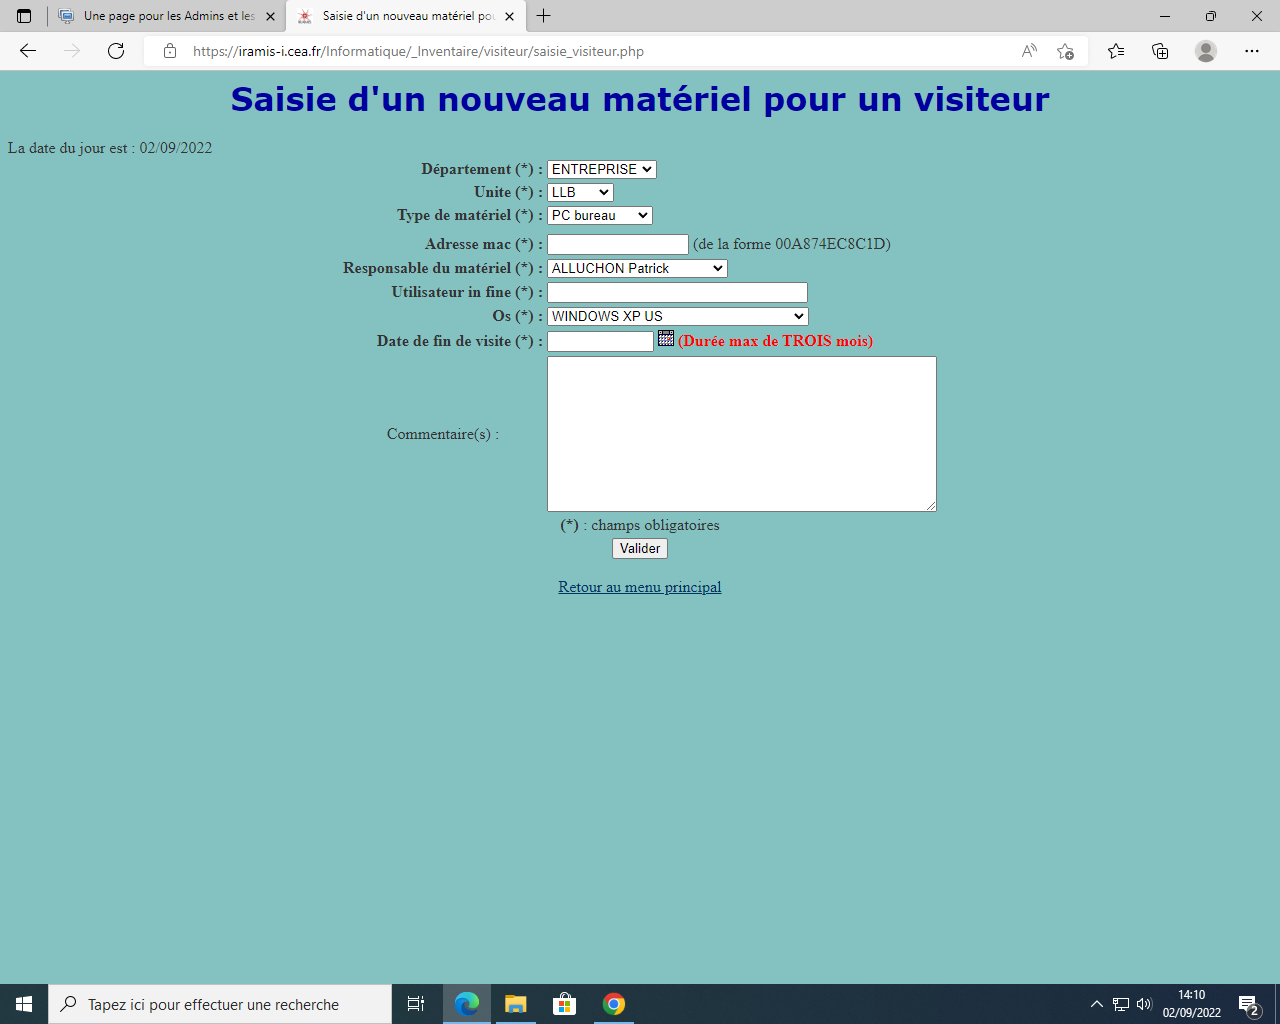 Une page pour les Admins et les
Saisie d'un nouveau matériel pou
https://iramis-i.cea.fr/Informatique/_Inventaire/visiteur/saisie_visiteur.php
Saisie d'un nouveau matériel pour un visiteur
La date du jour est : 02/09/2022
Département (*) : ENTREPRISE
Unite (*) : LLB
Type de matériel (*) : PC bureau
Adresse mac (*) : (de la forme 00A874EC8C1D)
Responsable du matériel (*) : ALLUCHON Patrick
Utilisateur in fine (*) :
Os (*) : WINDOWS XP US
Date de fin de visite (*) : (Durée max de TROIS mois)
Commentaire(s) :
(*) : champs obligatoires
Valider
Retour au menu principal
Tapez ici pour effectuer une recherche
14:10
02/09/2022
2